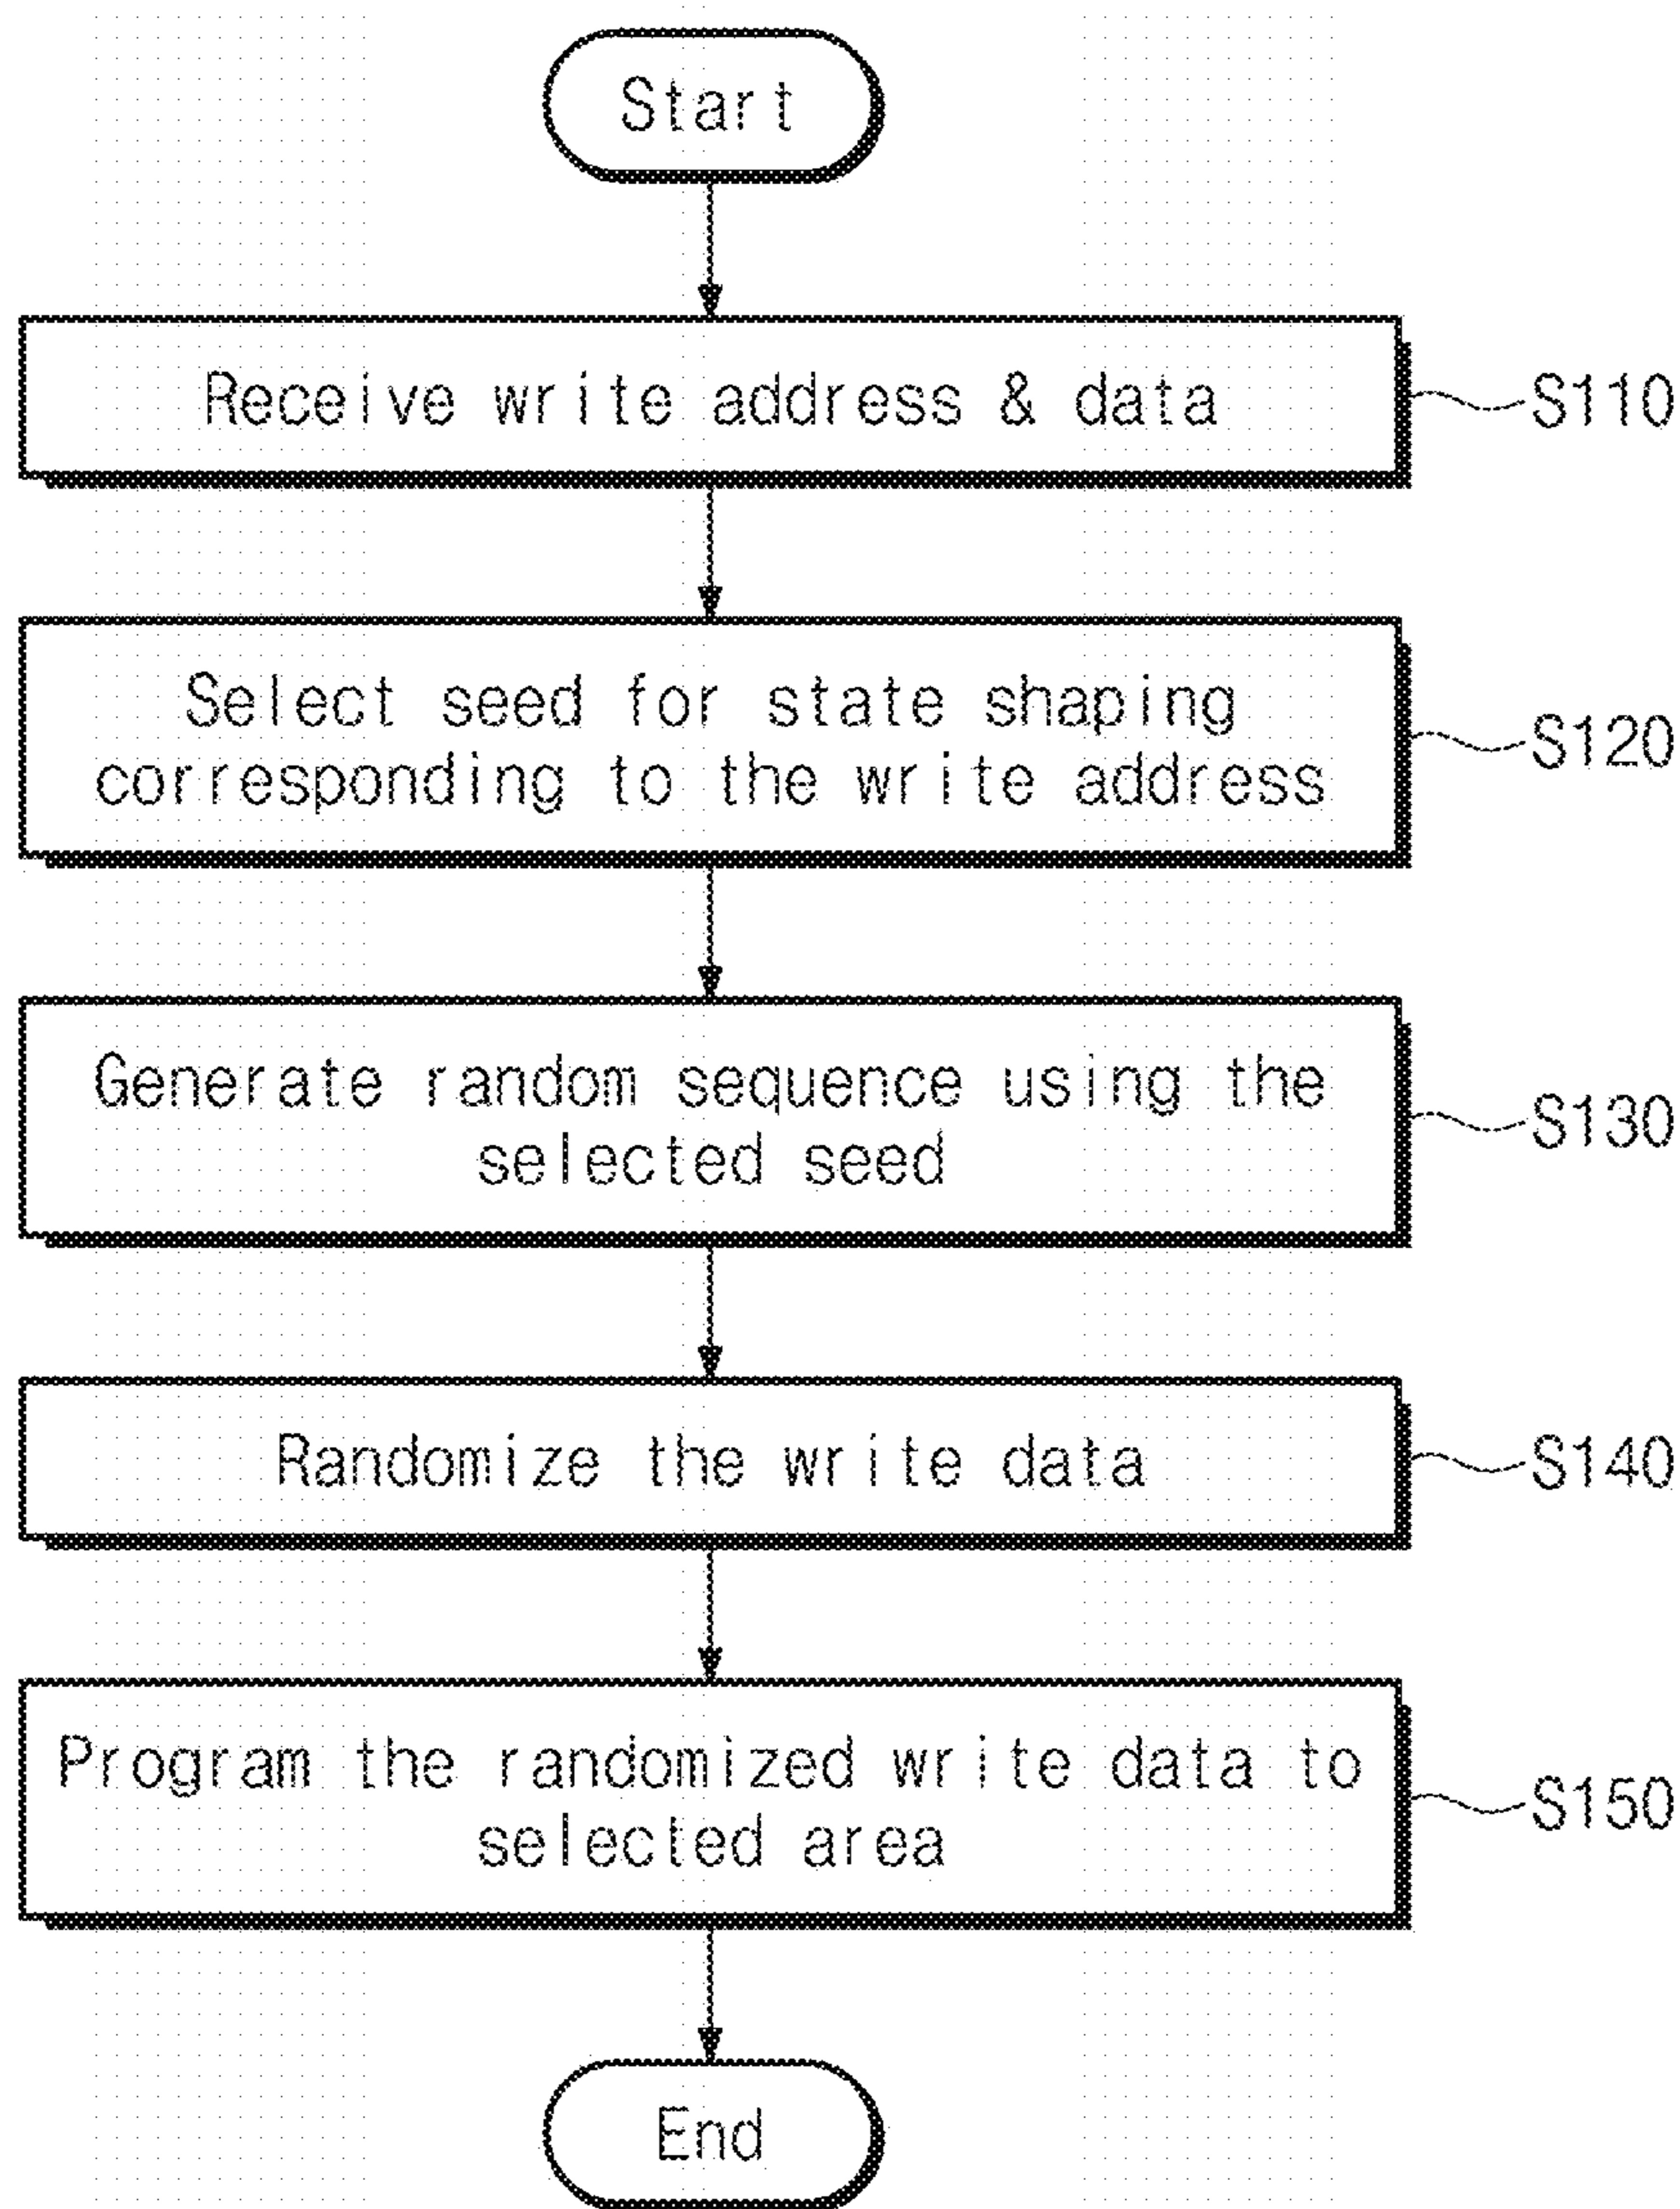 Start
Receive write address & data
S110
Select seed for state shaping
corresponding to the write address
S120
Generate random sequence using the
selected seed
S130
Randomize the write data
S140
Program the randomized write data to
selected area
S150
End